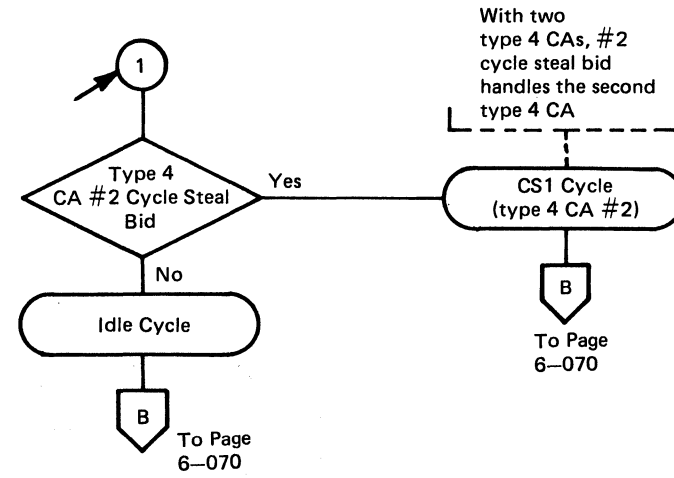 With two
type 4 CAs, #2
cycle steal bid
handles the second
type 4 CA
1
Type 4
CA #2 Cycle Steal
Bid
Yes
CS1 Cycle
(type 4 CA #2)
No
B
To Page
6–070
Idle Cycle
B
To Page
6–070